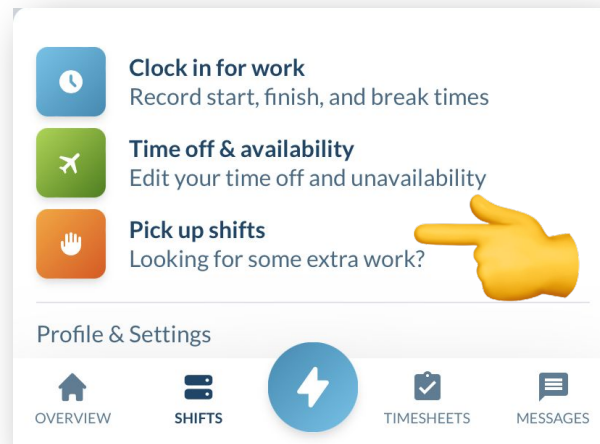 Clock in for work
Record start, finish, and break times
Time off & availability
Edit your time off and unavailability
Pick up shifts
Looking for some extra work?
Profile & Settings
OVERVIEW
SHIFTS
TIMESHEETS
MESSAGES